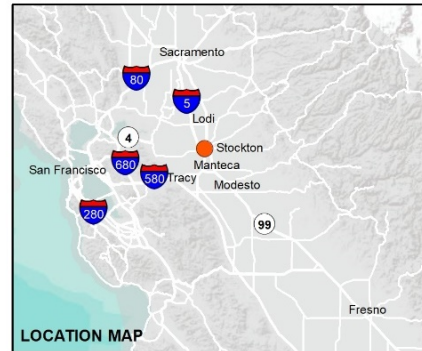 Sacramento
80
5
Lodi
4
Stockton
San Francisco
680
Manteca
580
Tracy
Modesto
280
99
Fresno
LOCATION MAP